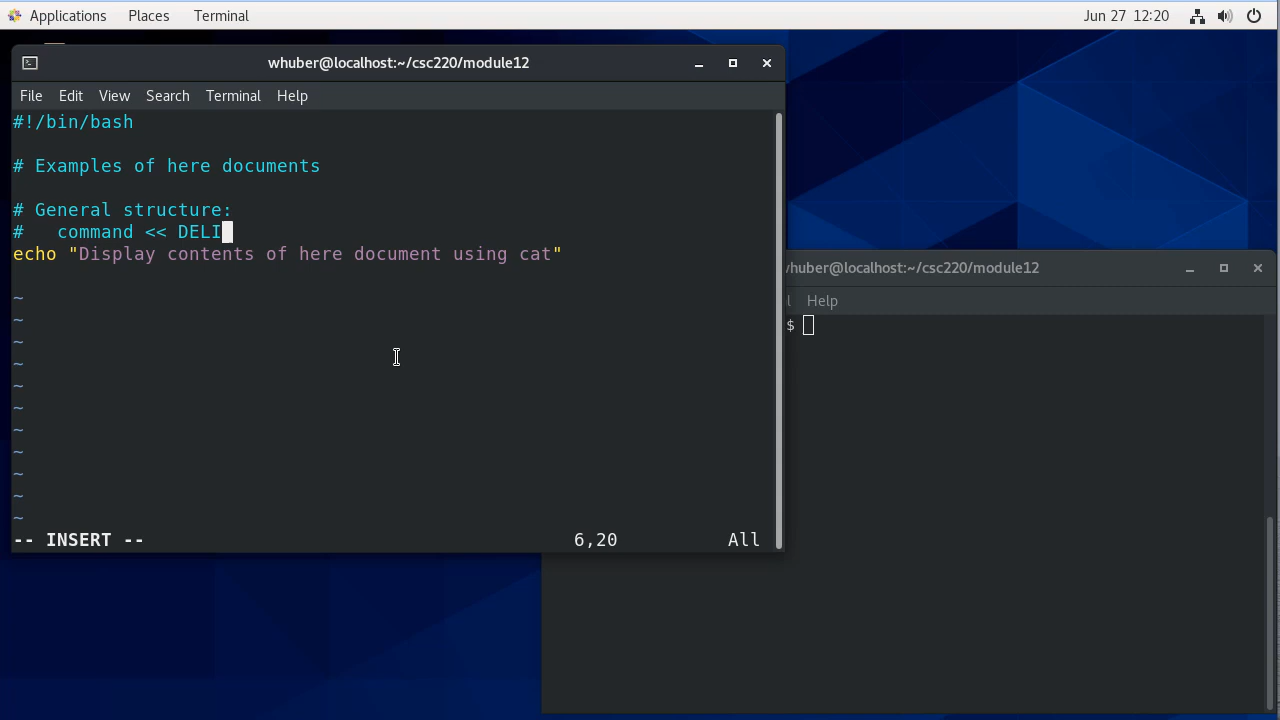 Applications Places Terminal Jun 27 12:20
whuber@localhost:~/csc220/module12
File Edit View Search Terminal Help
#!/bin/bash
# Examples of here documents
# General structure:
#   command << DELI
echo "Display contents of here document using cat"
~
~
~
~
~
~
~
~
~
~
~
-- INSERT -- 6,20 All
whuber@localhost:~/csc220/module12
l Help
$